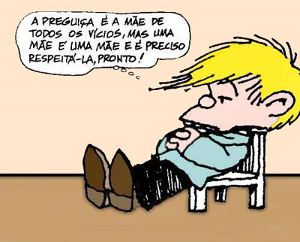 A PREGUIÇA É A MÃE DE
TODOS OS VÍCIOS, MAS UMA
MÃE É UMA MÃE E É PRECISO
RESPEITÁ-LA, PRONTO!